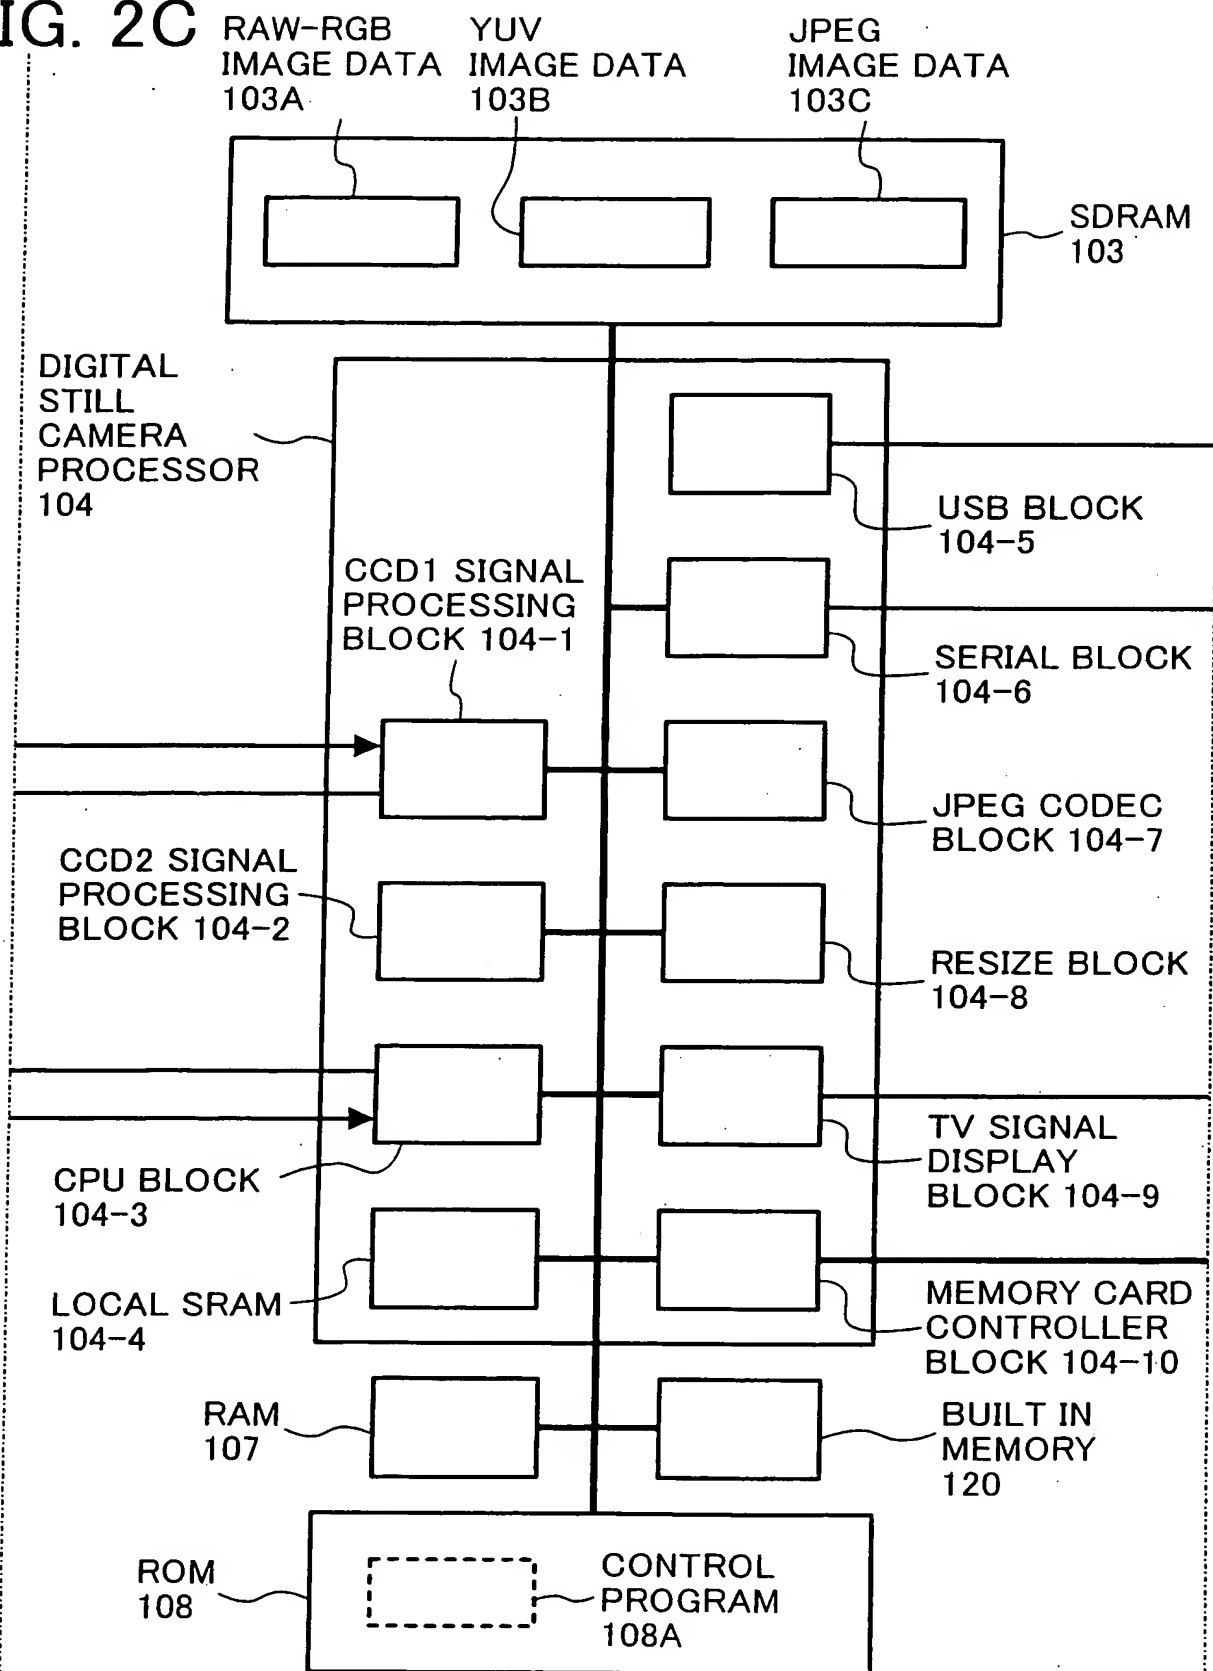 IG. 2C
RAW-RGB
IMAGE DATA
103A
YUV
IMAGE DATA
103B
JPEG
IMAGE DATA
103C
SDRAM
103
DIGITAL
STILL
CAMERA
PROCESSOR
104
USB BLOCK
104-5
CCD1 SIGNAL
PROCESSING
BLOCK 104-1
SERIAL BLOCK
104-6
JPEG CODEC
BLOCK 104-7
CCD2 SIGNAL
PROCESSING
BLOCK 104-2
RESIZE BLOCK
104-8
CPU BLOCK
104-3
TV SIGNAL
DISPLAY
BLOCK 104-9
LOCAL SRAM
104-4
MEMORY CARD
CONTROLLER
BLOCK 104-10
RAM
107
BUILT IN
MEMORY
120
ROM
108
CONTROL
PROGRAM
108A